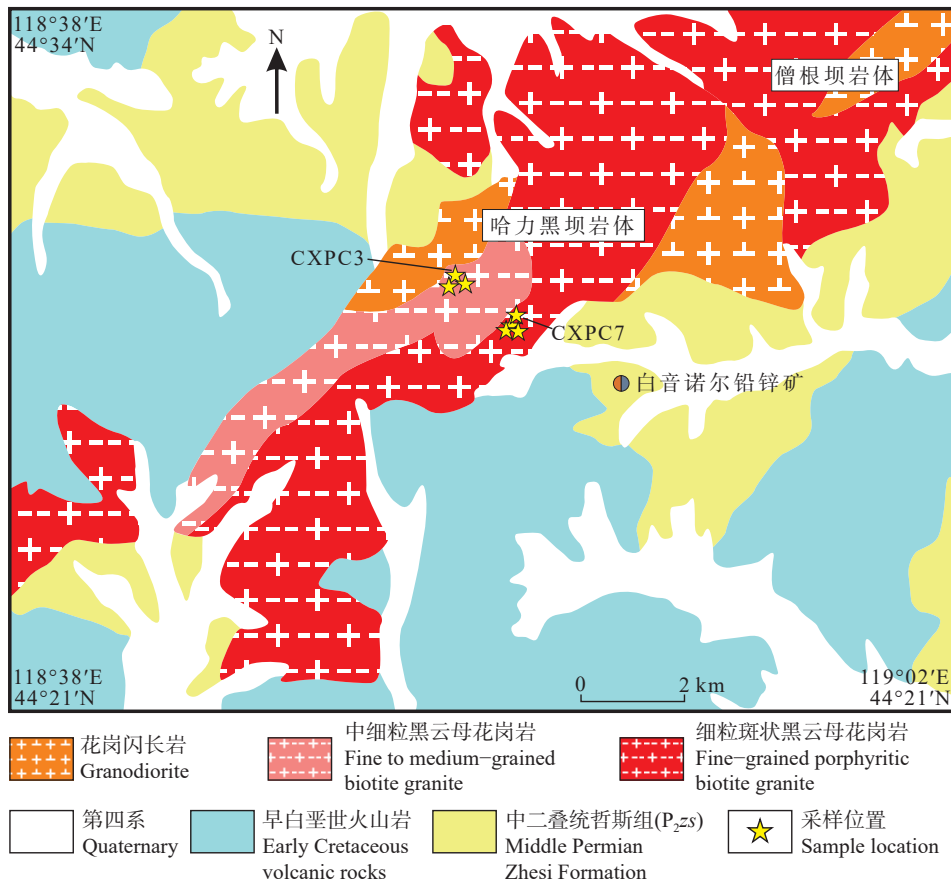 118°38′E
44°34′N
N
僧根坝岩体
哈力黑坝岩体
CXPC3
CXPC7
白音诺尔铅锌矿
118°38′E
44°21′N
0 2 km
119°02′E
44°21′N
花岗闪长岩
Granodiorite
中细粒黑云母花岗岩
Fine to medium−grained
biotite granite
细粒斑状黑云母花岗岩
Fine−grained porphyritic
biotite granite
第四系
Quaternary
早白垩世火山岩
Early Cretaceous
volcanic rocks
中二叠统哲斯组(P₂zs)
Middle Permian
Zhesi Formation
采样位置
Sample location